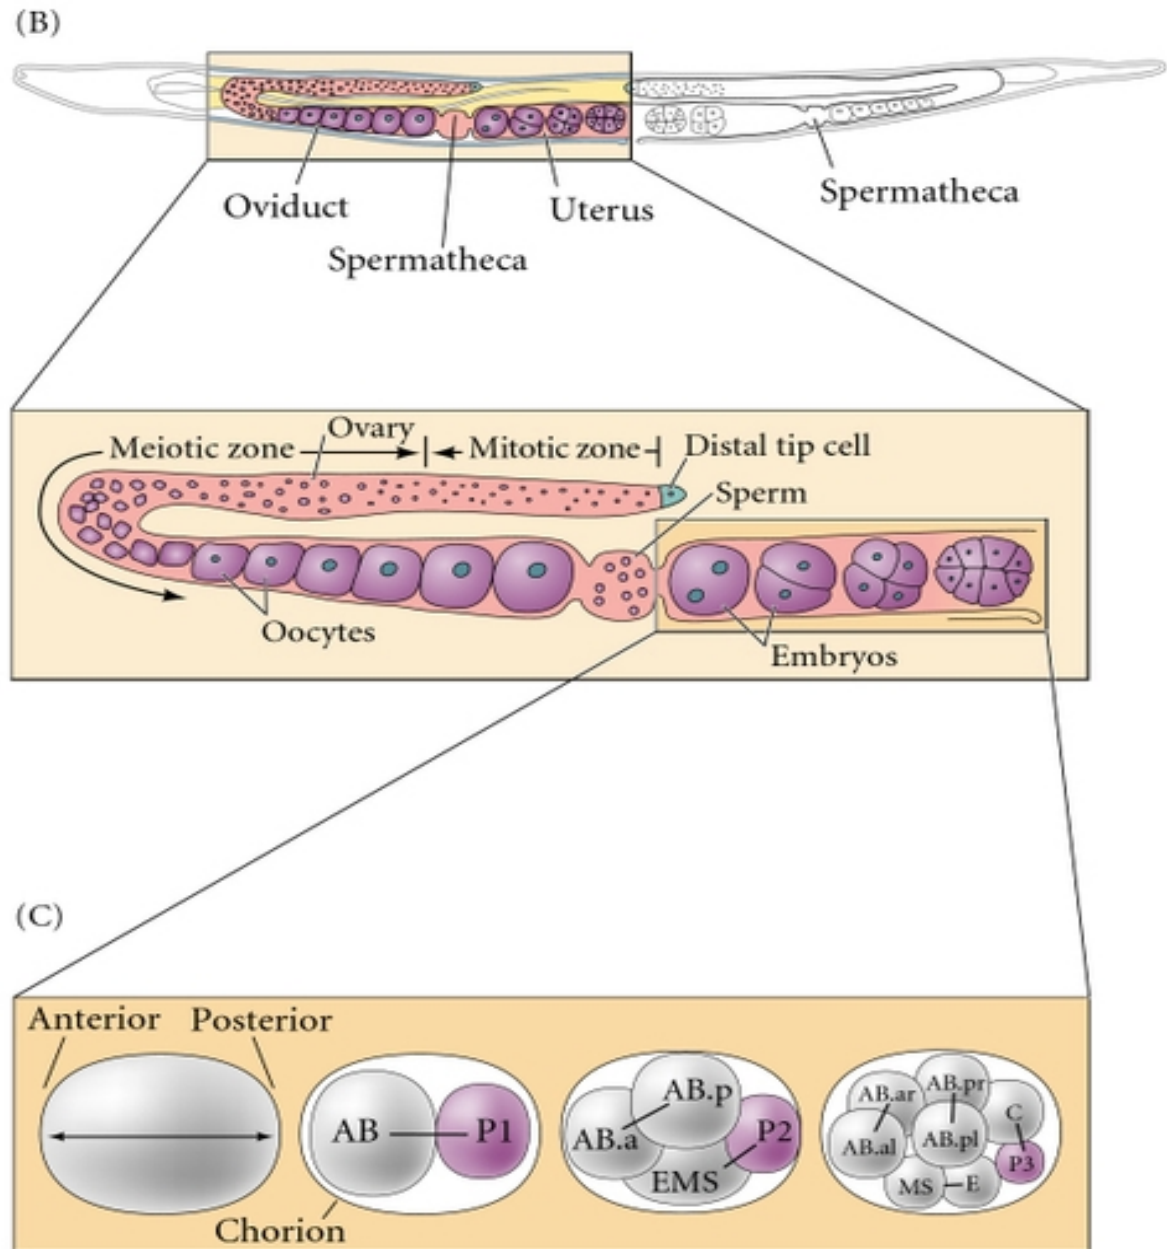 (B)
Oviduct
Spermatheca
Uterus
Spermatheca
Ovary
Meiotic zone
Mitotic zone
Distal tip cell
Sperm
Oocytes
Embryos
(C)
Anterior Posterior
AB P1
Chorion
AB.p
AB.a
P2
EMS
AB.ar AB.pr
C
AB.al AB.pl
P3
MS E